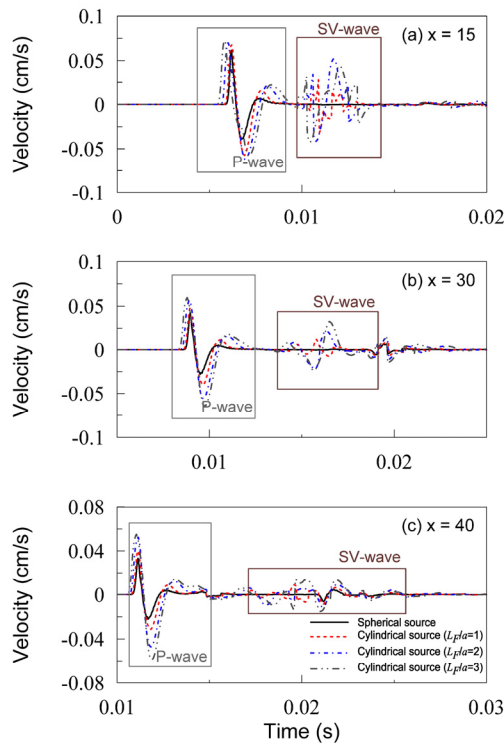 0.1
SV-wave
(a) x = 15
0.05
Velocity (cm/s)
0
-0.05
P-wave
-0.1
0
0.01
0.02
0.1
(b) x = 30
SV-wave
0.05
Velocity (cm/s)
0
-0.05
P-wave
-0.1
0.01
0.02
0.08
(c) x = 40
0.04
SV-wave
Velocity (cm/s)
0
Spherical source
Cylindrical source (L_F/a=1)
-0.04
Cylindrical source (L_F/a=2)
P-wave
Cylindrical source (L_F/a=3)
-0.08
0.01
0.02
0.03
Time (s)